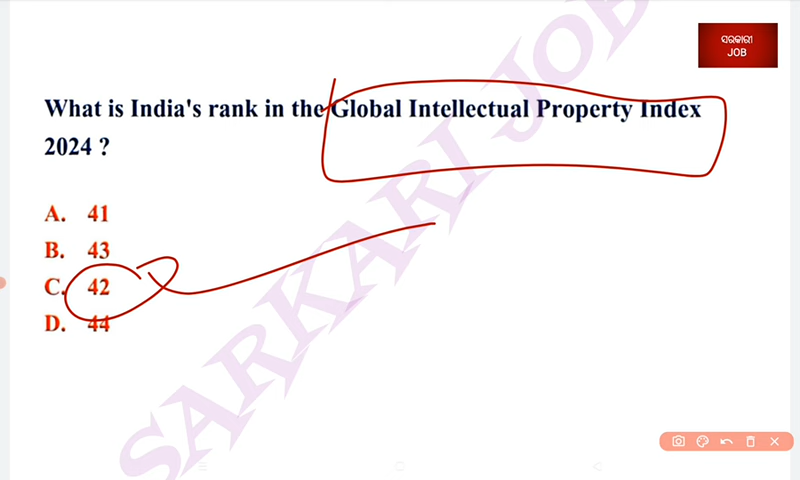 ସରକାରୀ
JOB
What is India's rank in the Global Intellectual Property Index
2024 ?
A. 41
B. 43
C. 42
D. 44
SARKARI JOB